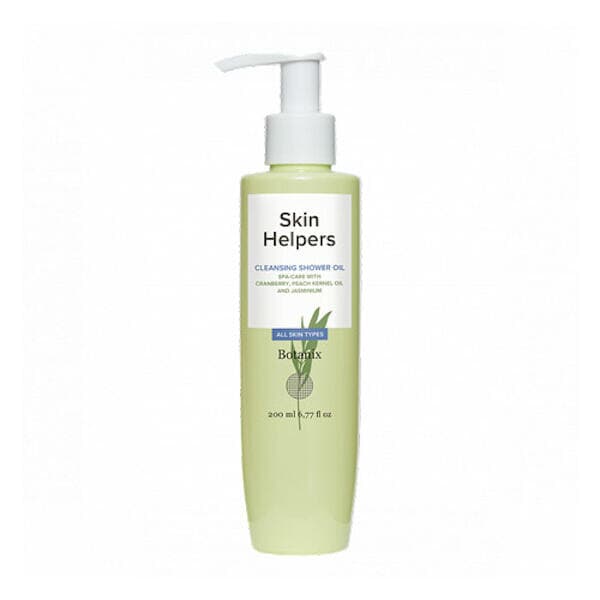 Skin
Helpers
CLEANSING SHOWER OIL
SPA-CARE WITH
CRANBERRY, PEACH KERNEL OIL
AND JASMINUM
ALL SKIN TYPES
Botanix
200 ml 6,77 fl oz